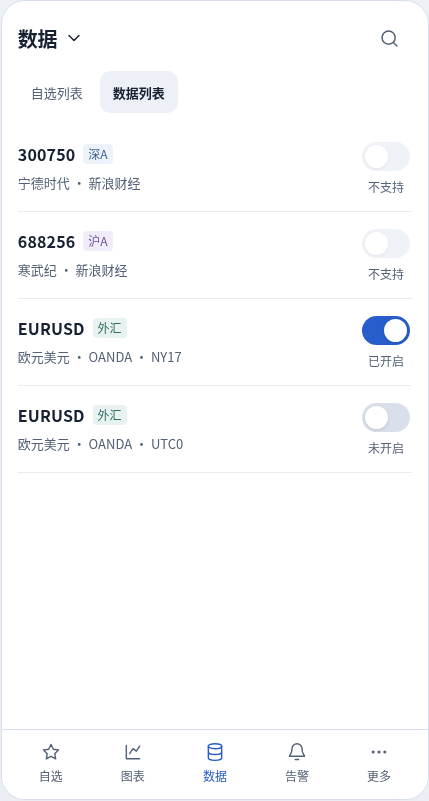 数据
自选列表 数据列表
300750 深A
宁德时代 · 新浪财经
不支持
688256 沪A
寒武纪 · 新浪财经
不支持
EURUSD 外汇
欧元美元 · OANDA · NY17
已开启
EURUSD 外汇
欧元美元 · OANDA · UTC0
未开启
自选 图表 数据 告警 更多